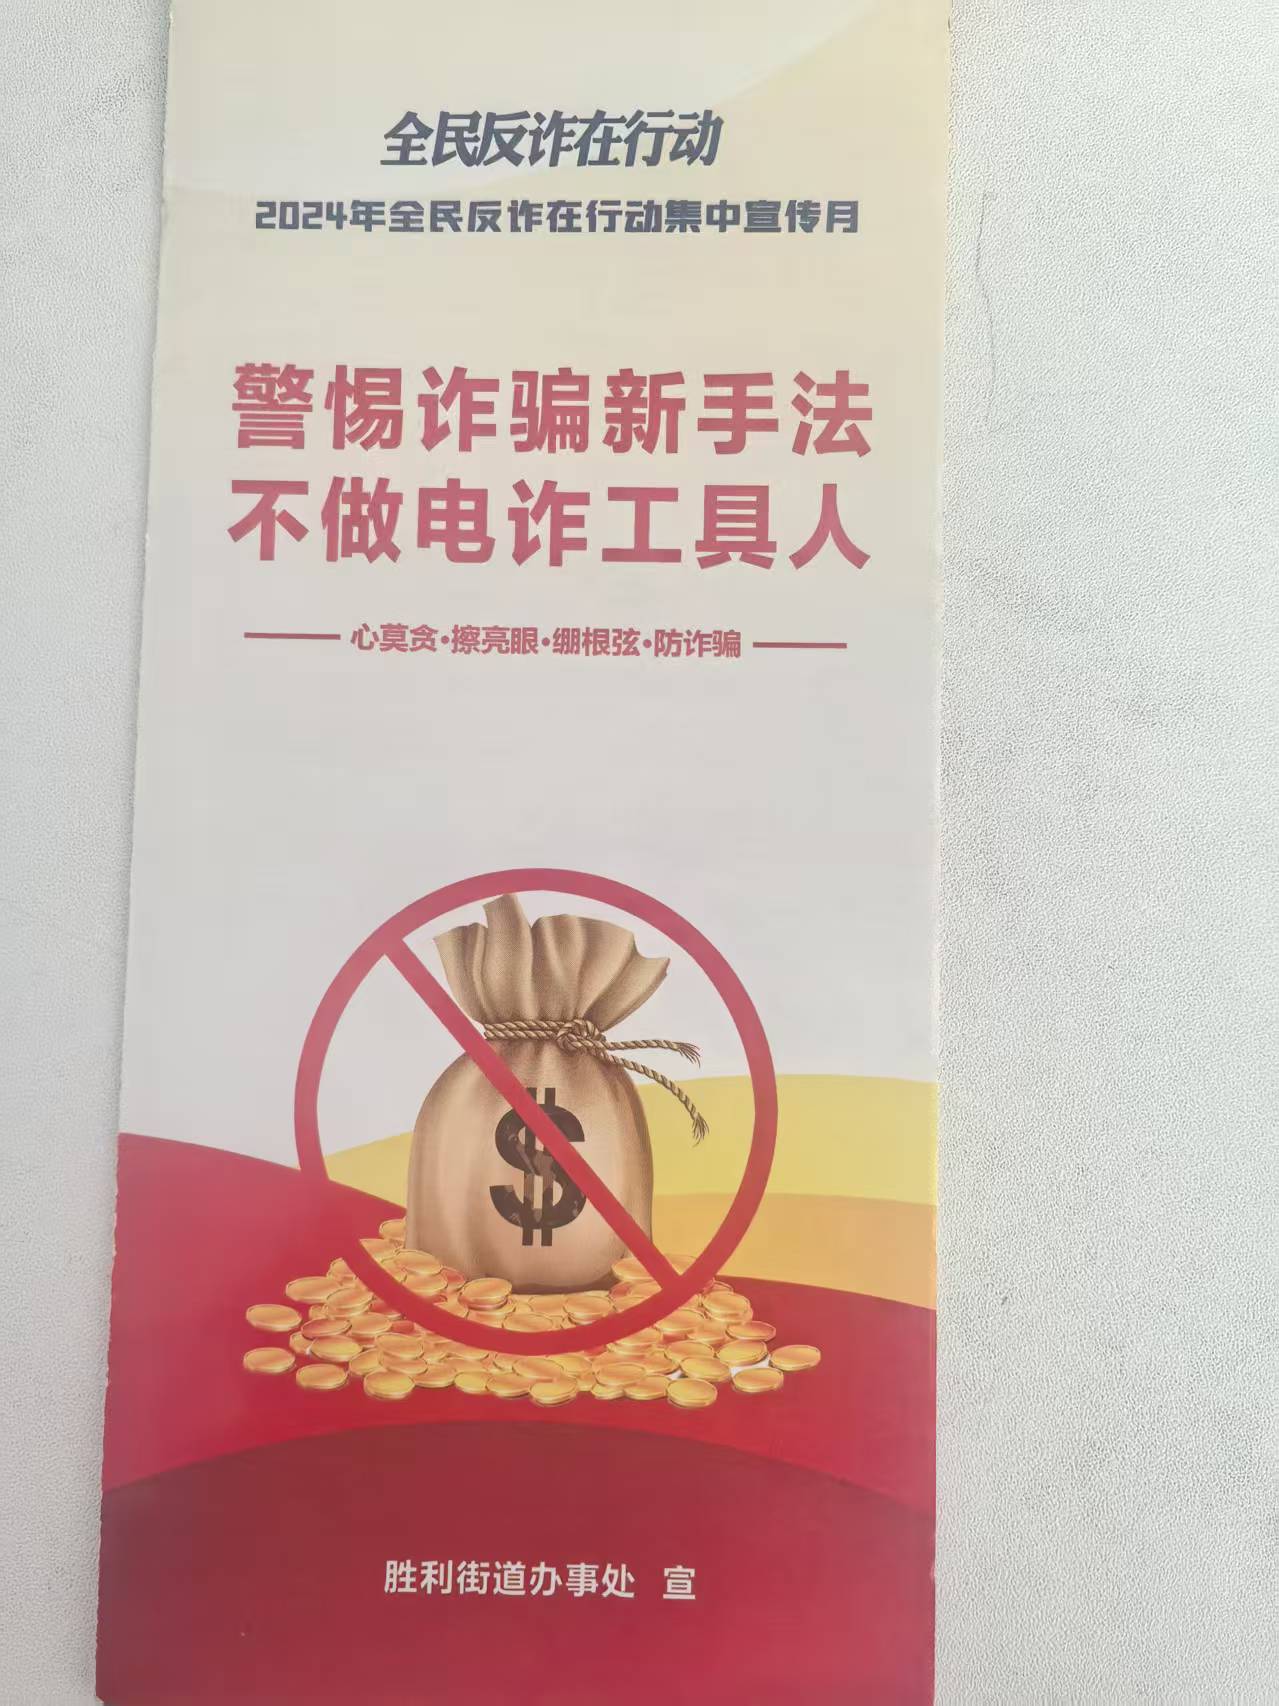 全民反诈在行动
2024年全民反诈在行动集中宣传月
警惕诈骗新手法
不做电诈工具人
心莫贪·擦亮眼·绷根弦·防诈骗
$
胜利街道办事处 宣